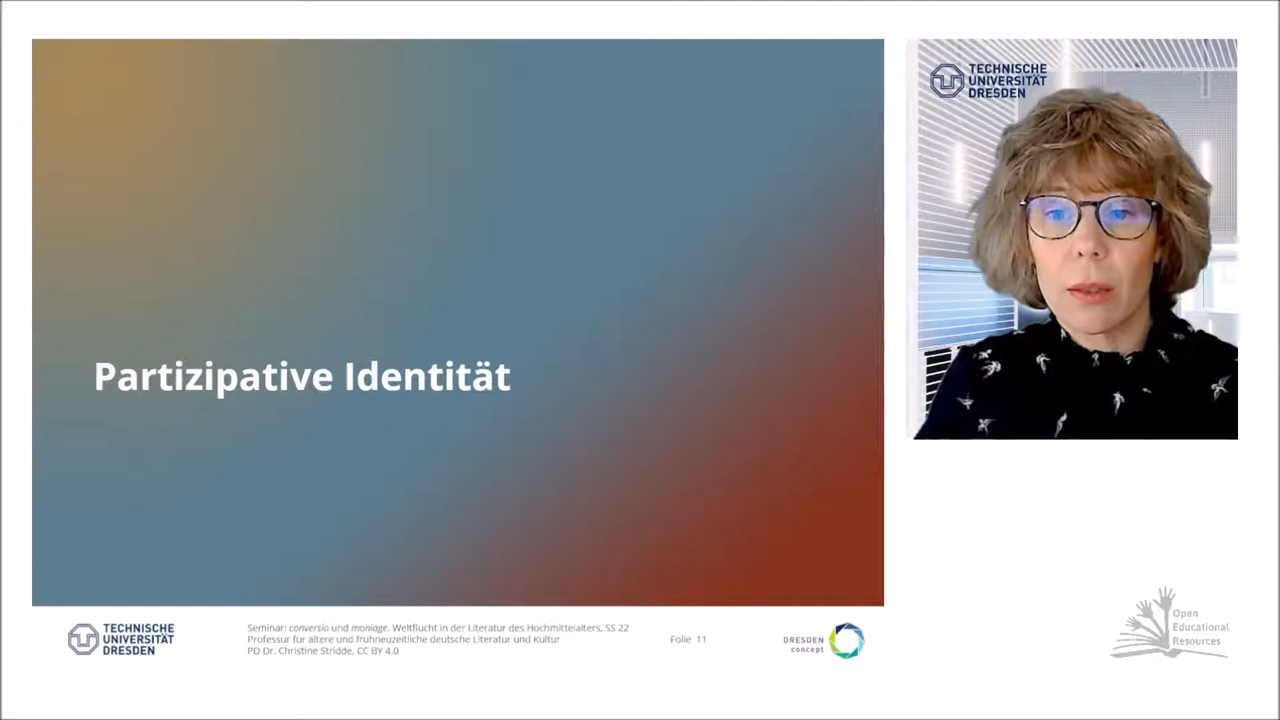 Partizipative Identität
TECHNISCHE
UNIVERSITÄT
DRESDEN
TECHNISCHE
UNIVERSITÄT
DRESDEN
Seminar: conversio und moniage. Weltflucht in der Literatur des Hochmittelalters, SS 22
Professur für ältere und frühneuzeitliche deutsche Literatur und Kultur
PD Dr. Christine Stridde, CC BY 4.0
Folie 11
DRESDEN
concept
Open
Educational
Resources